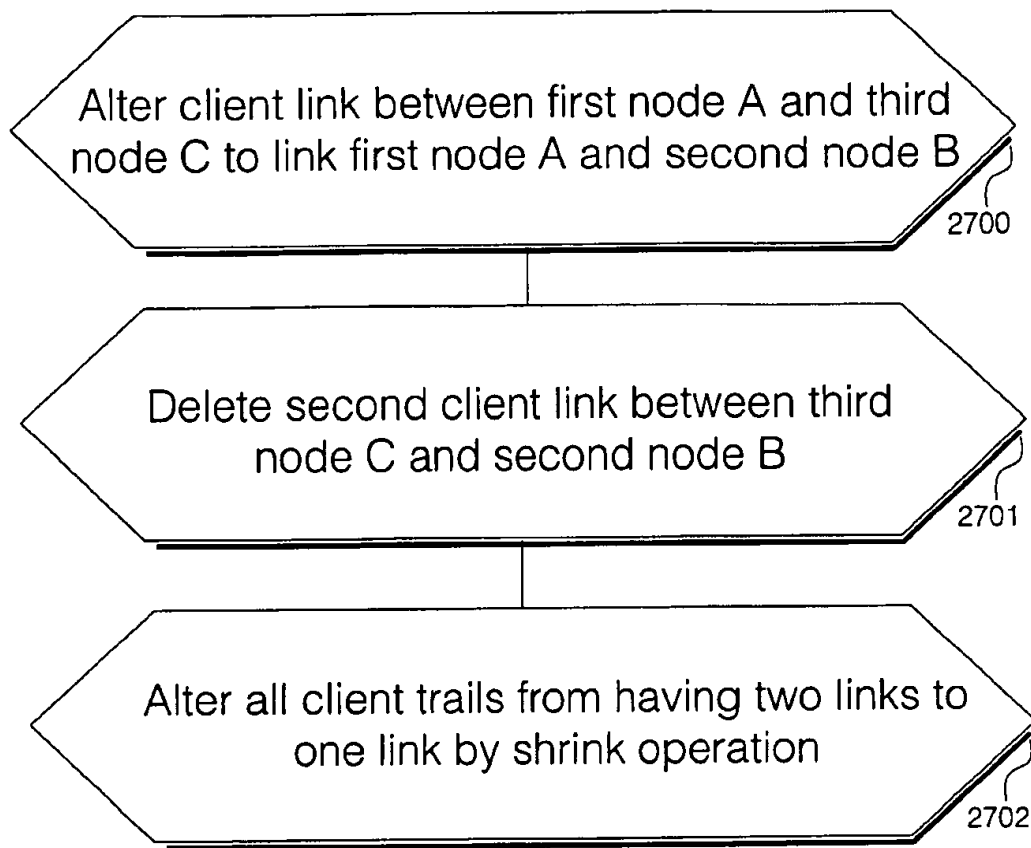 Alter client link between first node A and third
node C to link first node A and second node B
2700
Delete second client link between third
node C and second node B
2701
Alter all client trails from having two links to
one link by shrink operation
2702